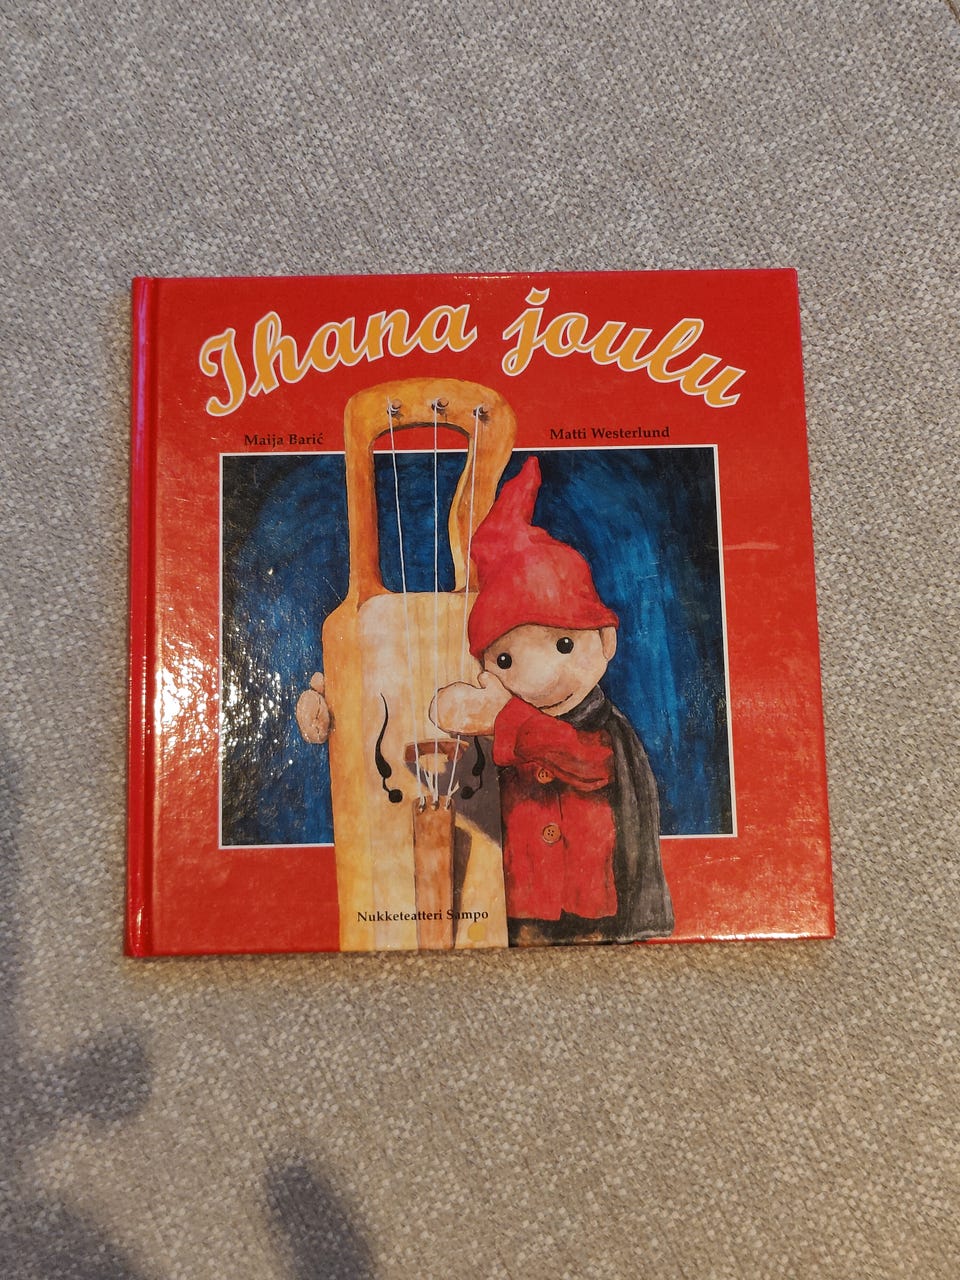 Ihana joulu
Maija Barić
Matti Westerlund
Nukketeatteri Sampo